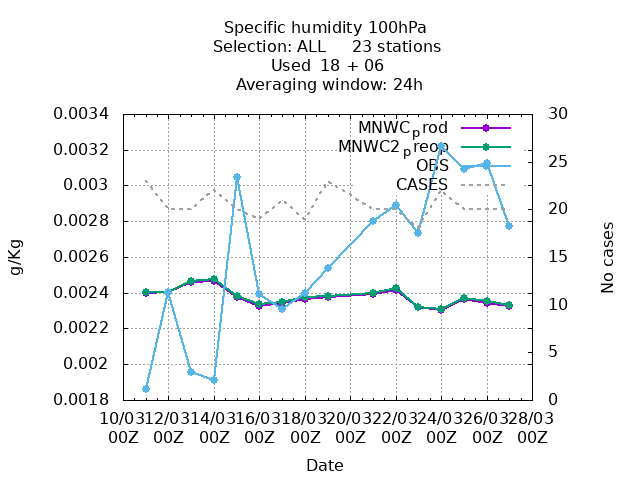 Specific humidity 100hPa
Selection: ALL 23 stations
Used 18 + 06
Averaging window: 24h
0.0034
0.0032
0.003
0.0028
0.0026
0.0024
0.0022
0.002
0.0018
g/Kg
MNWCprod
MNWC2preop
OBS
CASES
30
25
20
15
10
5
0
No cases
10/03 12/03 14/03 16/03 18/03 20/03 22/03 24/03 26/03 28/03
00Z 00Z 00Z 00Z 00Z 00Z 00Z 00Z 00Z 00Z
Date